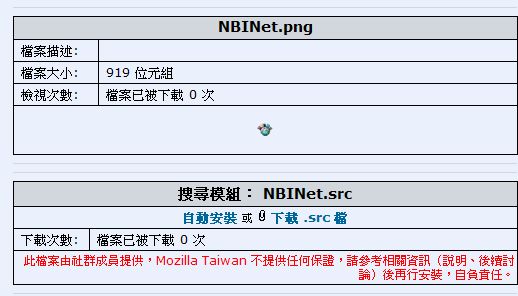 NBINet.png
檔案描述:
檔案大小: 919 位元組
檢視次數: 檔案已被下載 0 次
搜尋模組： NBINet.src
自動安裝 或 下載 .src 檔
下載次數: 檔案已被下載 0 次
此檔案由社群成員提供，Mozilla Taiwan 不提供任何保證，請參考相關資訊（說明、後續討
論）後再行安裝，自負責任。